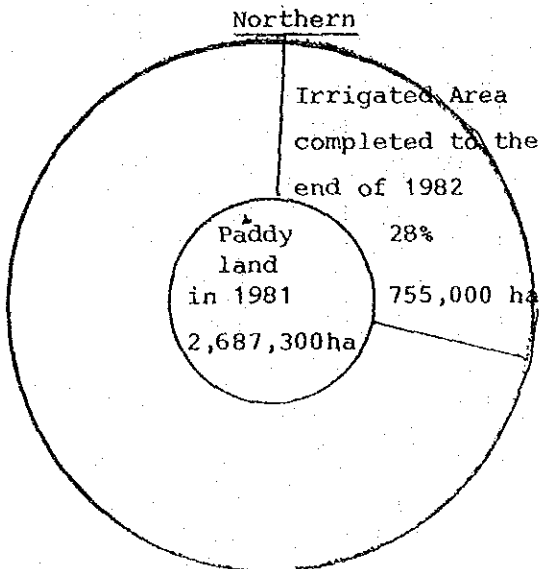 Northern
Irrigated Area
completed to the
end of 1982
28%
755,000 ha
Paddy
land
in 1981
2,687,300ha